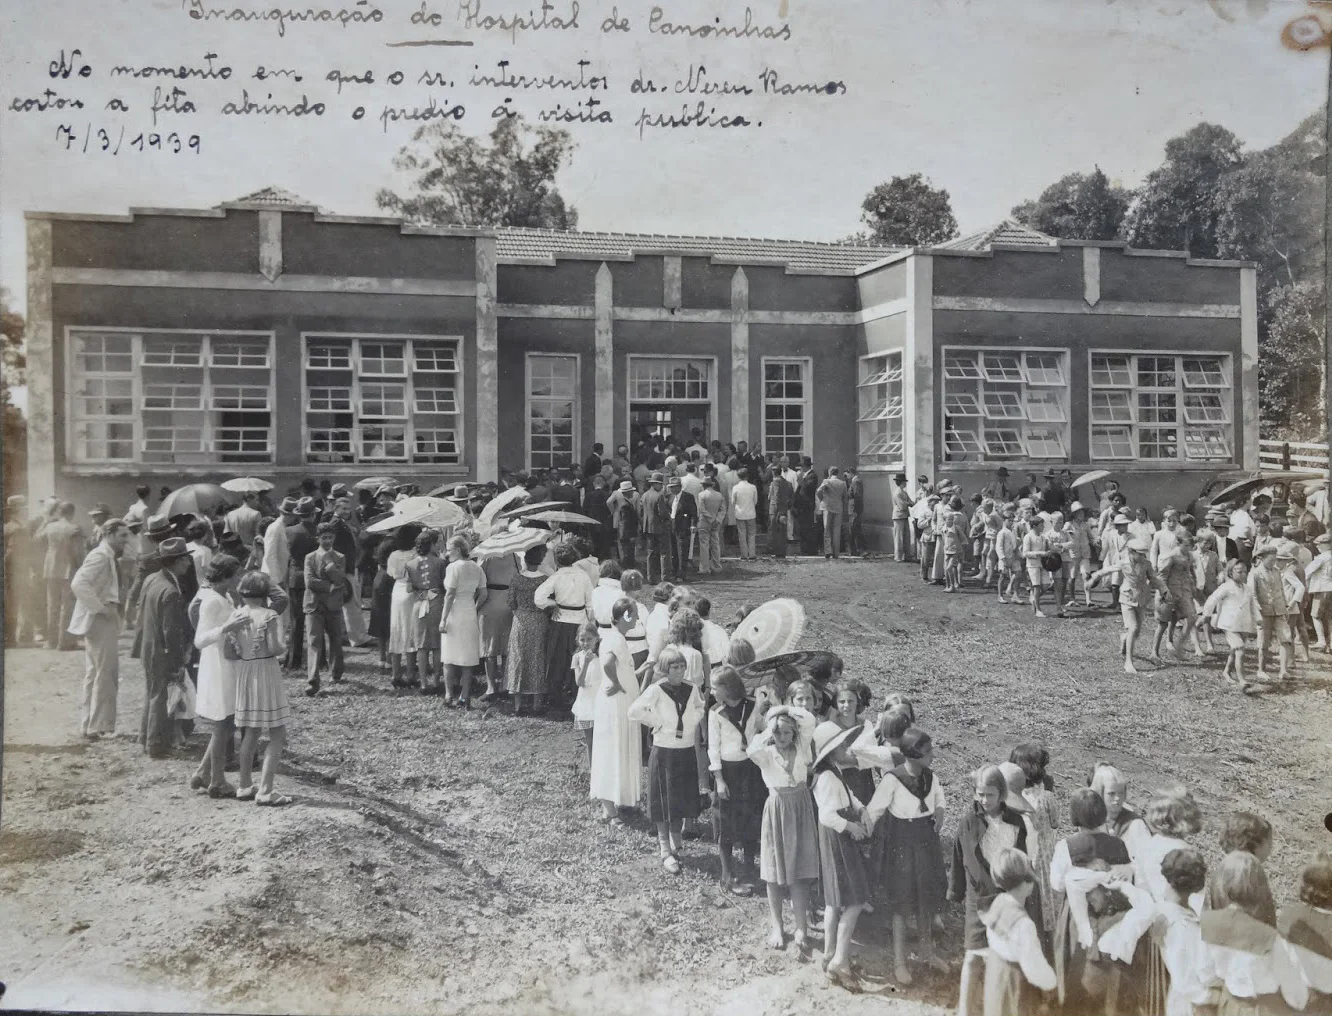 Inauguração do Hospital de Canoinhas
No momento em que o sr. interventor dr. Nereu Ramos
cortou a fita abrindo o predio á visita publica.
7/3/1939